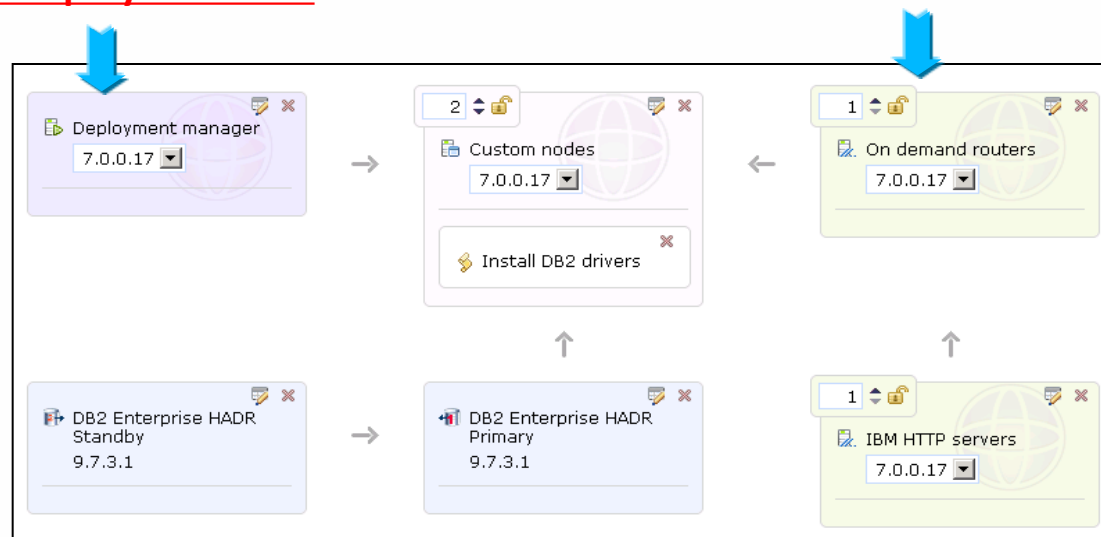 2
1
Deployment manager
7.0.0.17
Custom nodes
7.0.0.17
On demand routers
7.0.0.17
Install DB2 drivers
1
DB2 Enterprise HADR
Standby
9.7.3.1
DB2 Enterprise HADR
Primary
9.7.3.1
IBM HTTP servers
7.0.0.17